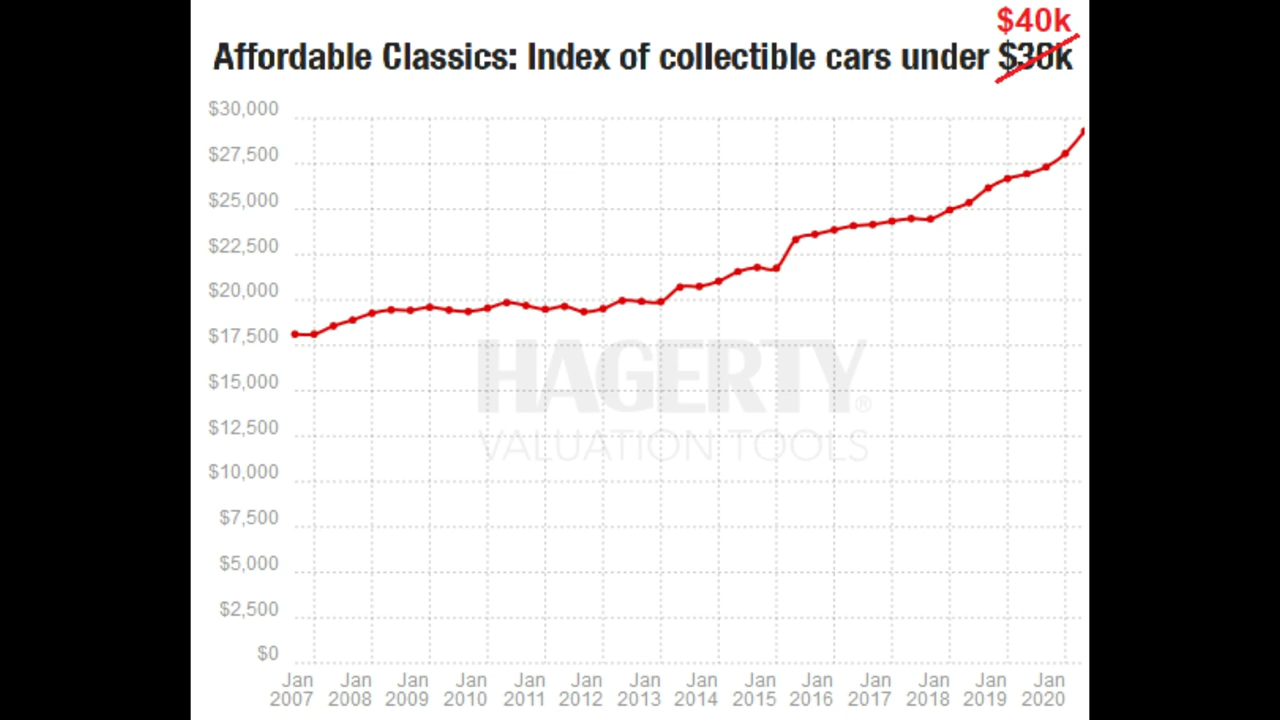 $40k
Affordable Classics: Index of collectible cars under $30k
$30,000
$27,500
$25,000
$22,500
$20,000
$17,500
HAGERTY®
$15,000
VALUATION TOOLS
$12,500
$10,000
$7,500
$5,000
$2,500
$0
Jan Jan Jan Jan Jan Jan Jan Jan Jan Jan Jan Jan Jan Jan
2007 2008 2009 2010 2011 2012 2013 2014 2015 2016 2017 2018 2019 2020